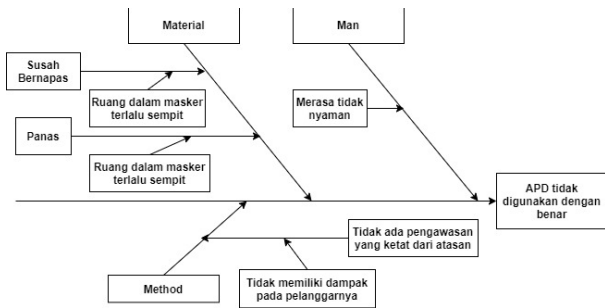 Material
Man
Susah
Bernapas
Ruang dalam masker
terlalu sempit
Merasa tidak
nyaman
Panas
Ruang dalam masker
terlalu sempit
APD tidak
digunakan dengan
benar
Tidak ada pengawasan
yang ketat dari atasan
Method
Tidak memiliki dampak
pada pelanggarnya